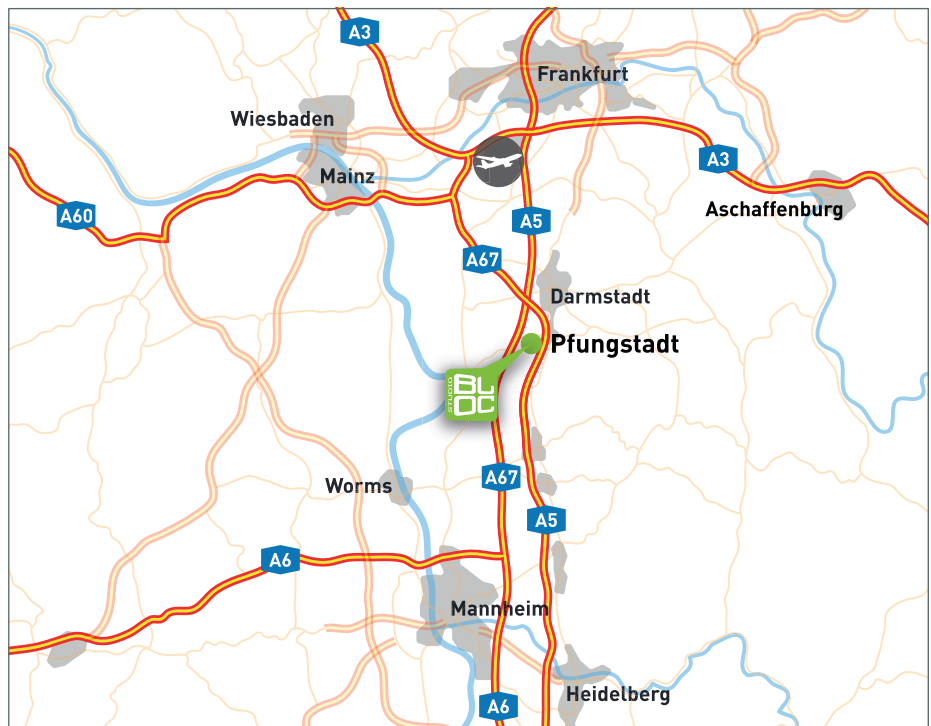 A3
Frankfurt
Wiesbaden
A3
Mainz
A60
Aschaffenburg
A5
A67
Darmstadt
Pfungstadt
STUDIO
BL
OC
A67
Worms
A5
A6
Mannheim
Heidelberg
A6